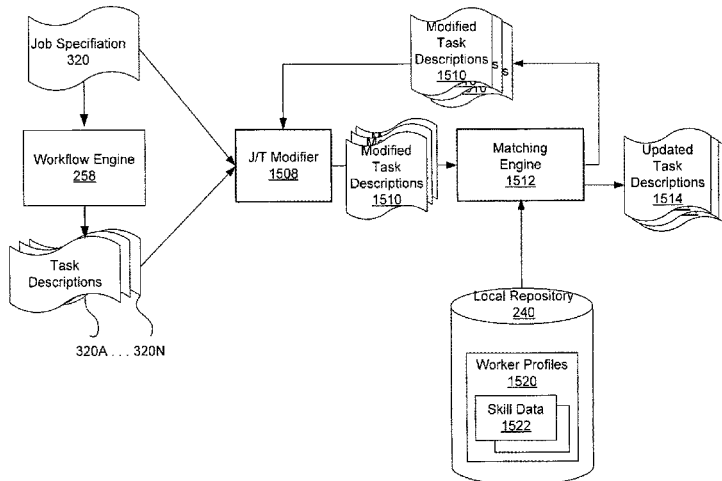 Job Specifiation
320
Workflow Engine
258
Task
Descriptions
320A . . . 320N
J/T Modifier
1508
Modified
Task
Descriptions
1510
s
s
Modified
Task
Descriptions
1510
Matching
Engine
1512
Updated
Task
Descriptions
1514
Local Repository
240
Worker Profiles
1520
Skill Data
1522